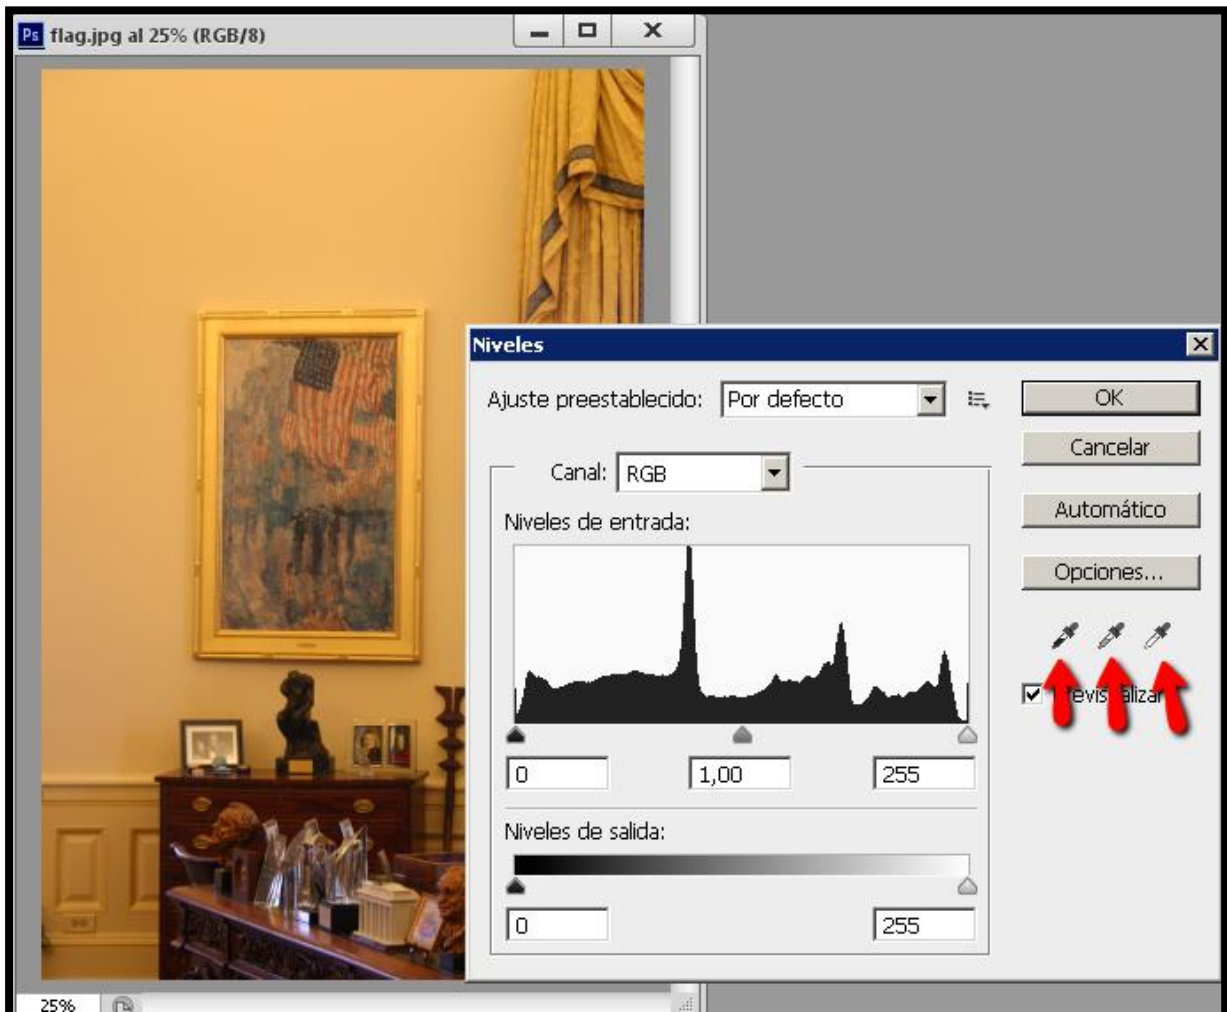 Ps flag.jpg al 25% (RGB/8)
Niveles
Ajuste preestablecido: Por defecto
OK
Cancelar
Canal: RGB
Automático
Niveles de entrada:
Opciones...
Previsualizar
0 1,00 255
Niveles de salida:
0 255
25%